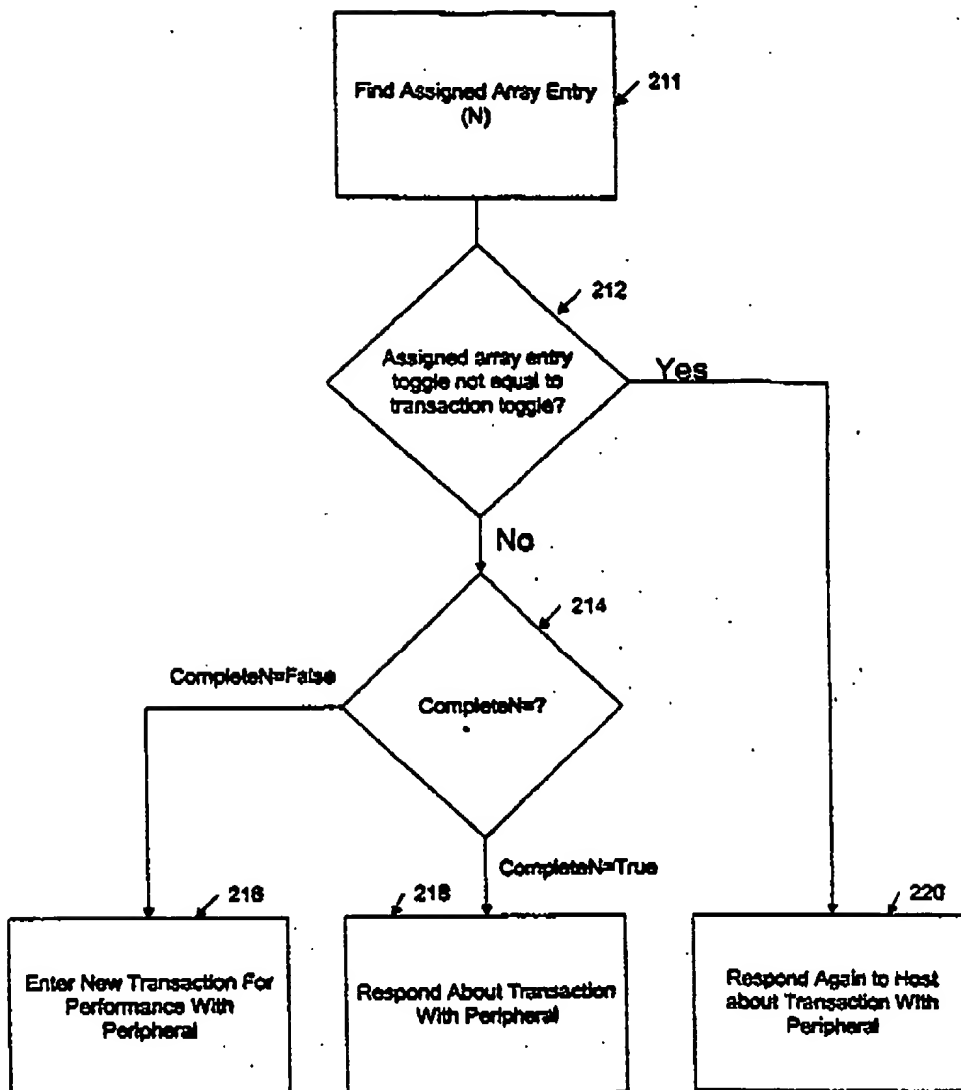 Find Assigned Array Entry
(N)
211
212
Assigned array entry
toggle not equal to
transaction toggle?
Yes
No
214
CompleteN=False
CompleteN=?
CompleteN=True
216
218
220
Enter New Transaction For
Performance With
Peripheral
Respond About Transaction
With Peripheral
Respond Again to Host
about Transaction With
Peripheral